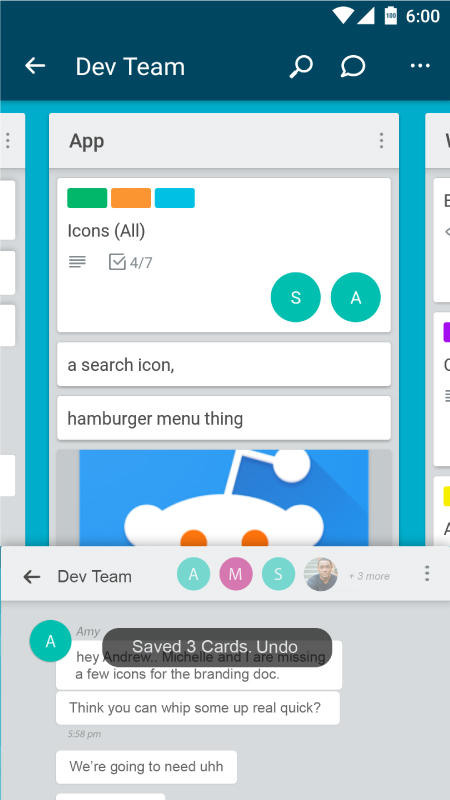 100
6:00
Dev Team
App
Icons (All)
4/7
S
A
a search icon,
hamburger menu thing
Dev Team
A
M
S
+ 3 more
A
Amy
Saved 3 Cards. Undo
hey Andrew.. Michelle and I are missing
a few icons for the branding doc.
Think you can whip some up real quick?
5:58 pm
We’re going to need uhh